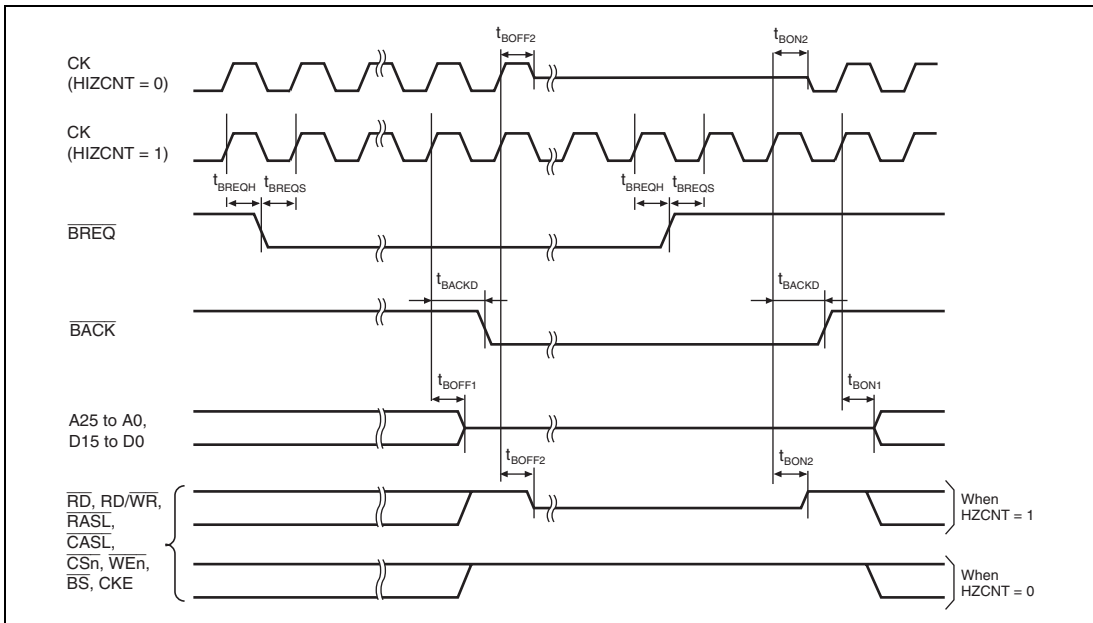 tBOFF2
tBON2
CK
(HIZCNT = 0)
CK
(HIZCNT = 1)
tBREQH
tBREQS
tBREQH
tBREQS
BREQ
tBACKD
tBACKD
BACK
tBOFF1
tBON1
A25 to A0,
D15 to D0
tBOFF2
tBON2
RD, RD/WR,
RASL,
CASL,
CSn, WEn,
BS, CKE
When
HZCNT = 1
When
HZCNT = 0